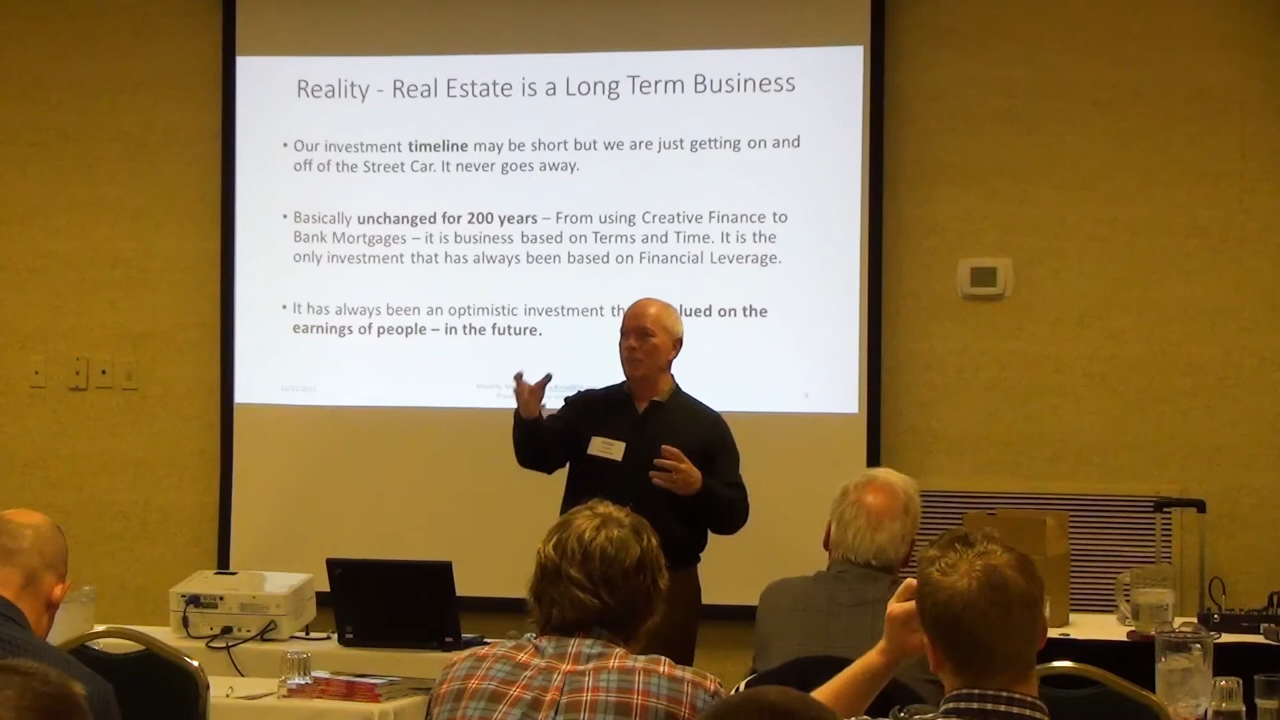 Reality - Real Estate is a Long Term Business
• Our investment timeline may be short but we are just getting on and
off of the Street Car. It never goes away.
• Basically unchanged for 200 years – From using Creative Finance to
Bank Mortgages – it is business based on Terms and Time. It is the
only investment that has always been based on Financial Leverage.
• It has always been an optimistic investment lued on the
earnings of people – in the future.